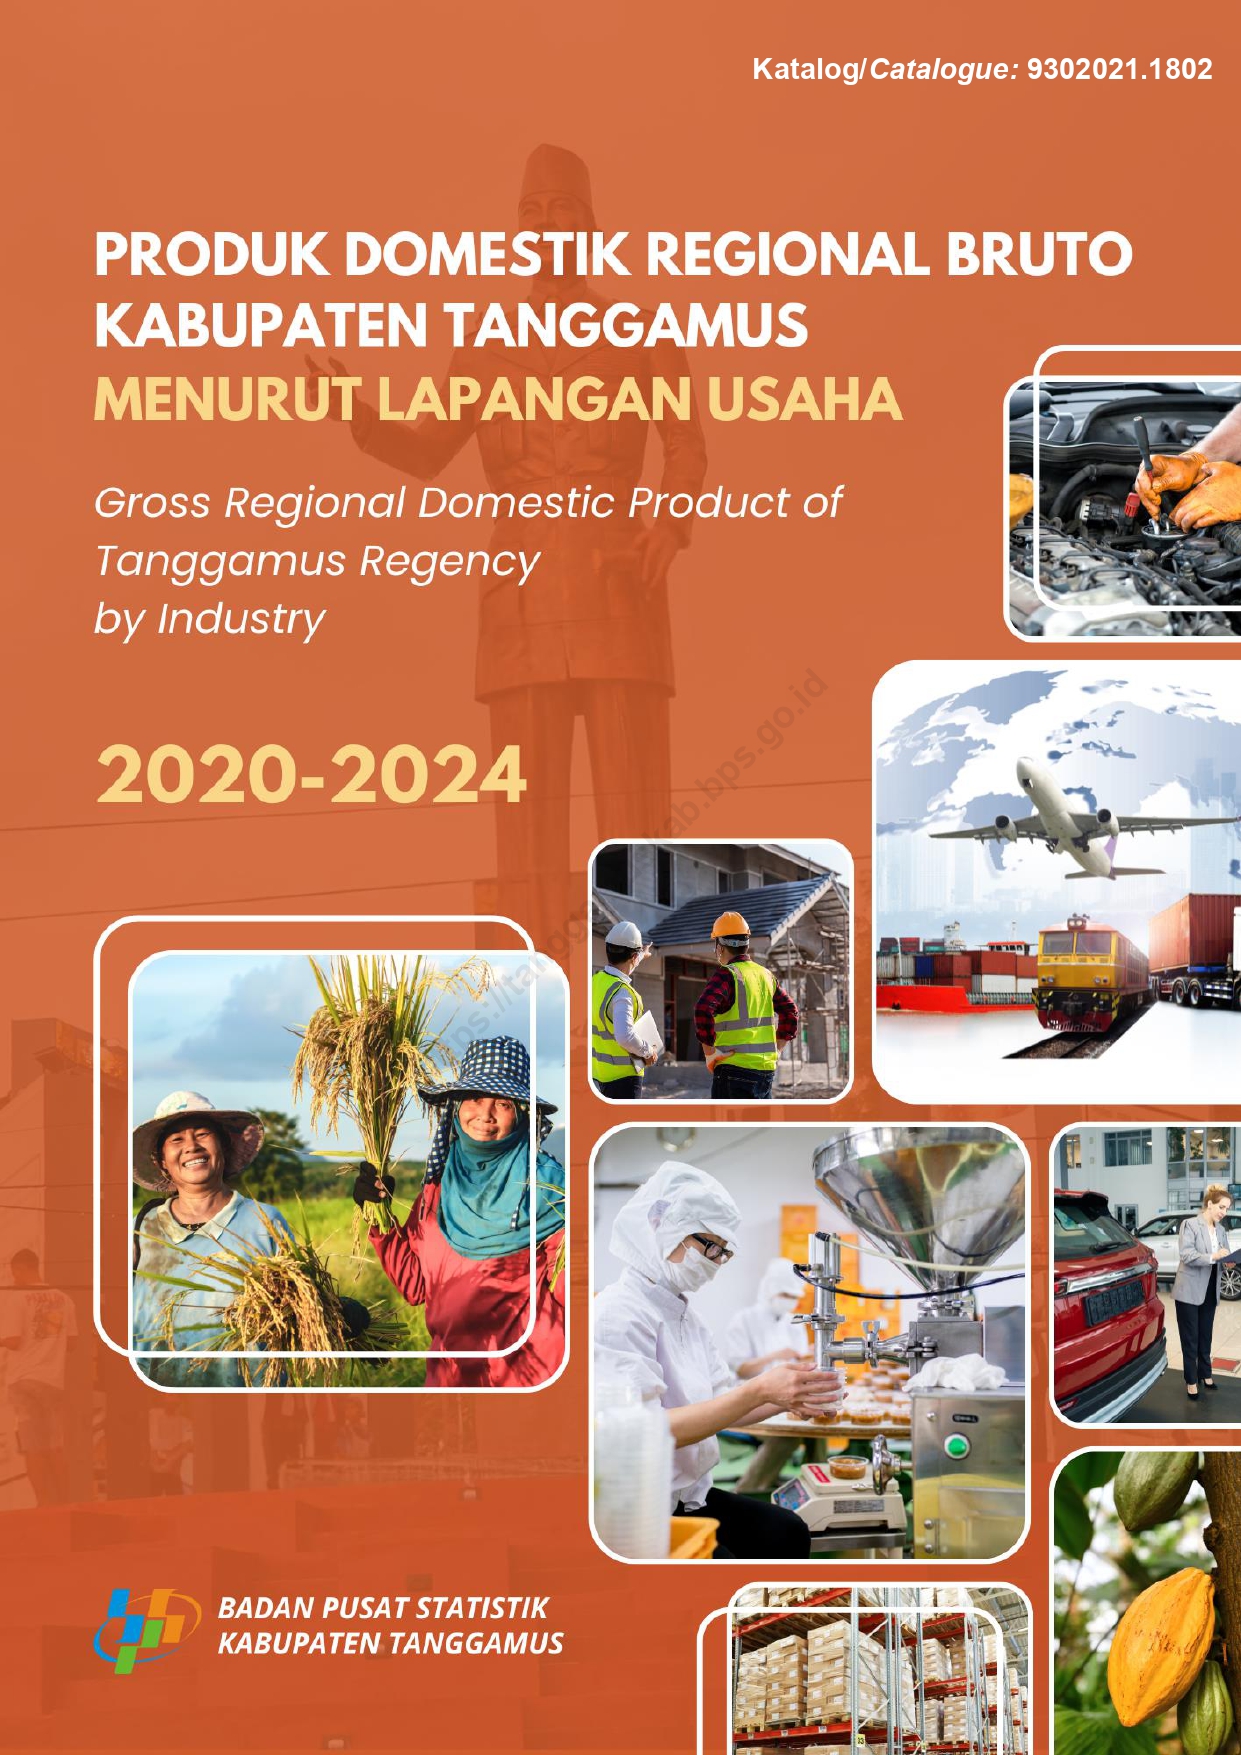 Katalog/Catalogue: 9302021.1802
PRODUK DOMESTIK REGIONAL BRUTO
KABUPATEN TANGGAMUS
MENURUT LAPANGAN USAHA
Gross Regional Domestic Product of
Tanggamus Regency
by Industry
2020-2024
BADAN PUSAT STATISTIK
KABUPATEN TANGGAMUS